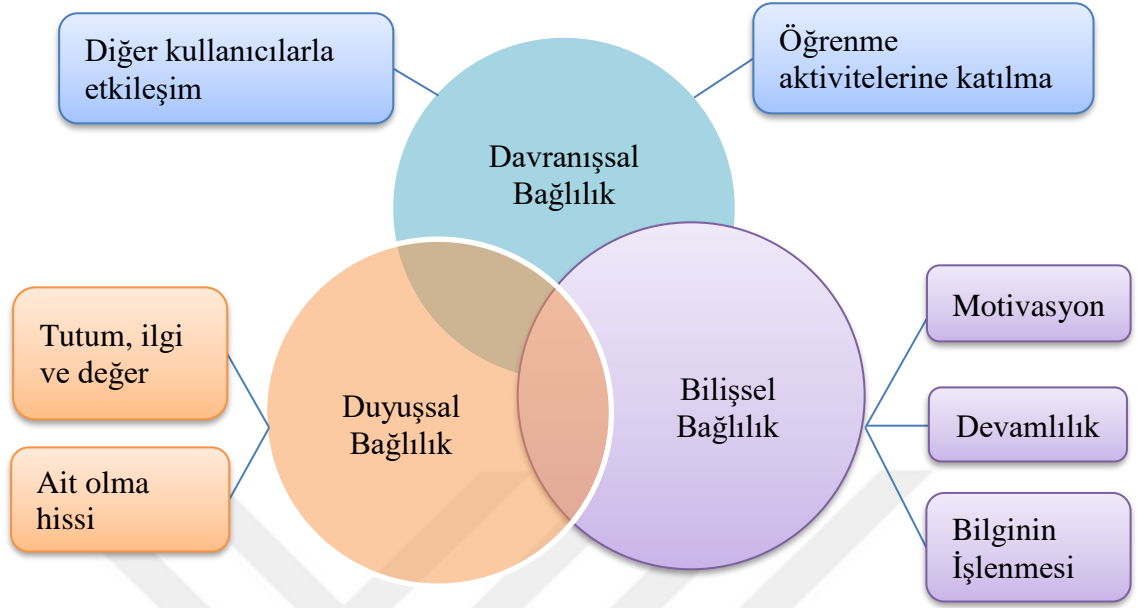 Diğer kullanıcılarla
etkileşim
Öğrenme
aktivitelerine katılma
Davranışsal
Bağlılık
Tutum, ilgi
ve değer
Ait olma
hissi
Duyuşsal
Bağlılık
Bilişsel
Bağlılık
Motivasyon
Devamlılık
Bilginin
İşlenmesi